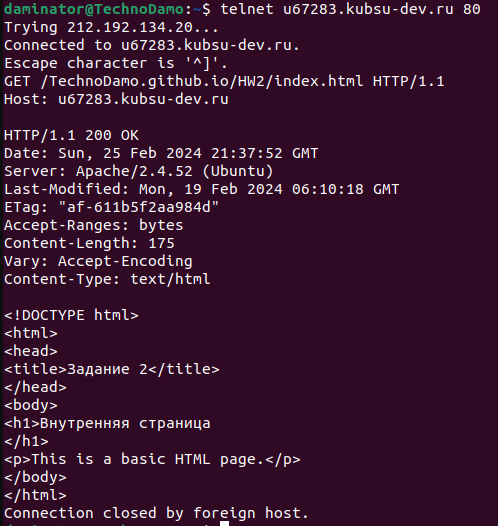 daminator@TechnoDamo:~$ telnet u67283.kubsu-dev.ru 80
Trying 212.192.134.20...
Connected to u67283.kubsu-dev.ru.
Escape character is '^]'.
GET /TechnoDamo.github.io/HW2/index.html HTTP/1.1
Host: u67283.kubsu-dev.ru

HTTP/1.1 200 OK
Date: Sun, 25 Feb 2024 21:37:52 GMT
Server: Apache/2.4.52 (Ubuntu)
Last-Modified: Mon, 19 Feb 2024 06:10:18 GMT
ETag: "af-611b5f2aa984d"
Accept-Ranges: bytes
Content-Length: 175
Vary: Accept-Encoding
Content-Type: text/html

<!DOCTYPE html>
<html>
<head>
<title>Задание 2</title>
</head>
<body>
<h1>Внутренняя страница
</h1>
<p>This is a basic HTML page.</p>
</body>
</html>
Connection closed by foreign host.